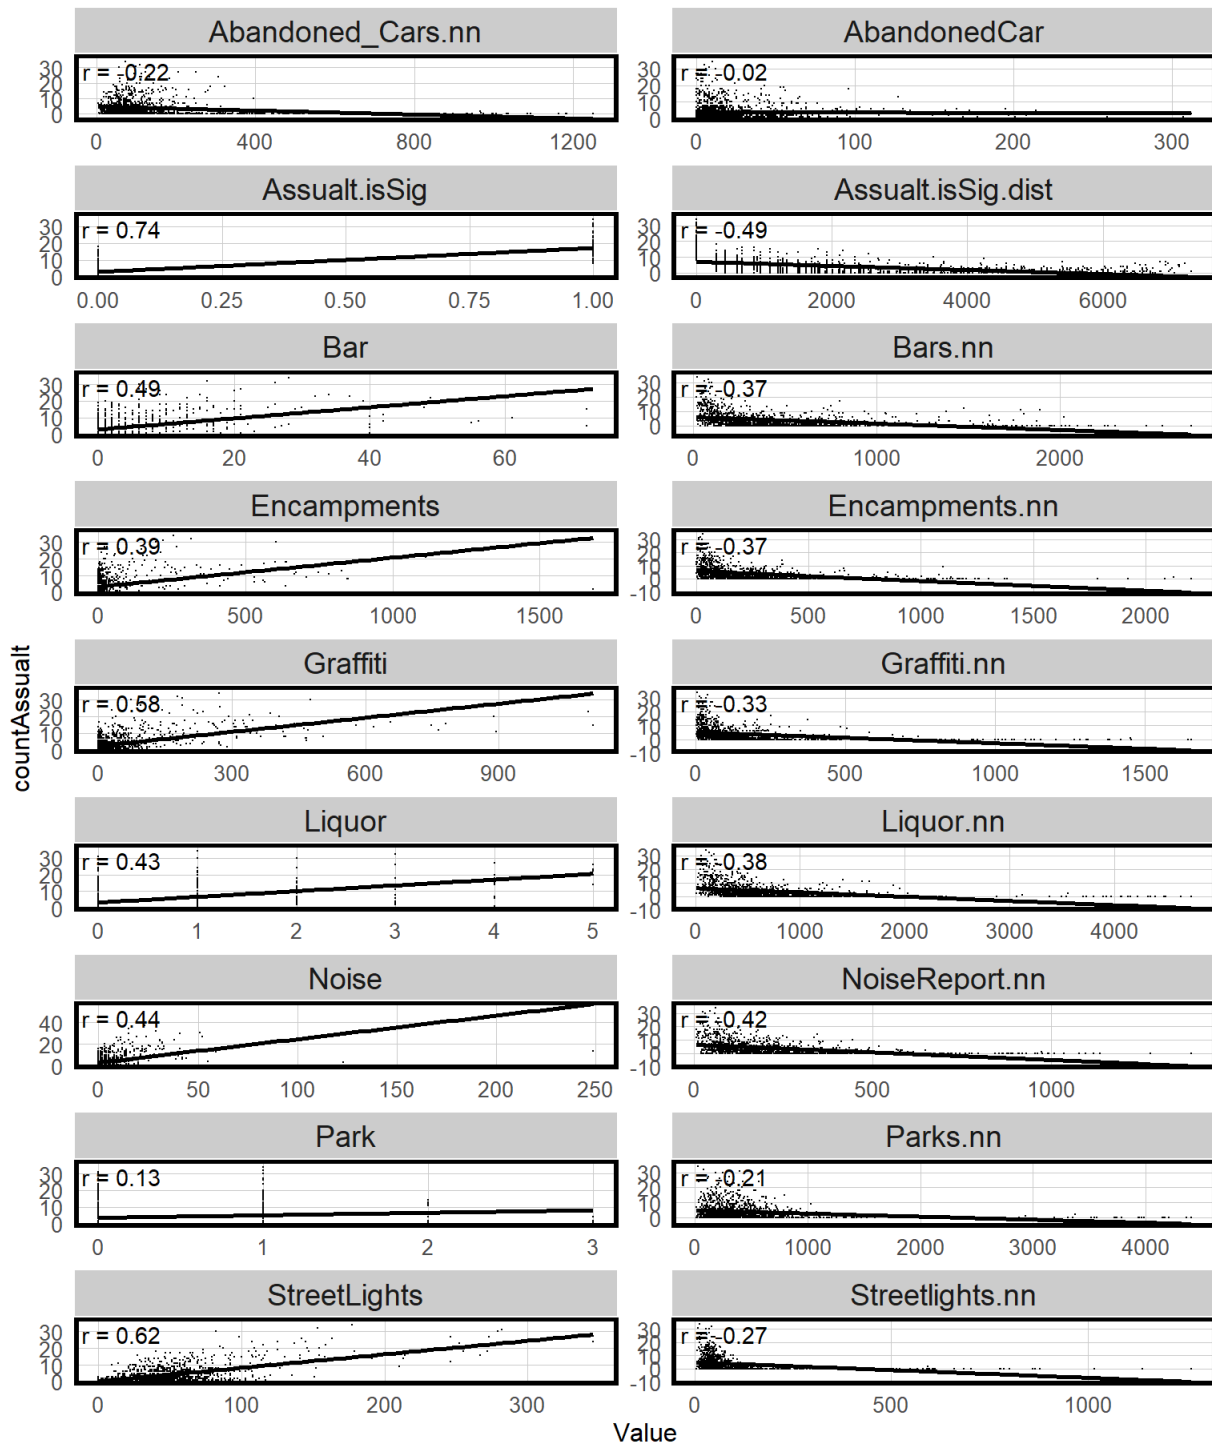 Abandoned_Cars.nn AbandonedCar
30 r = -0.22 30 r = -0.02
20 20
10 10
0 0
0 400 800 1200 0 100 200 300
Assualt.isSig Assualt.isSig.dist
30 r = 0.74 30 r = -0.49
20 20
10 10
0 0
0.00 0.25 0.50 0.75 1.00 0 2000 4000 6000
Bar Bars.nn
30 r = 0.49 30 r = -0.37
20 20
10 10
0 0
0 20 40 60 0 1000 2000
Encampments Encampments.nn
30 r = 0.39 30 r = -0.37
20 20
10 10
0 0
-10
0 500 1000 1500 0 500 1000 1500 2000
Graffiti Graffiti.nn
30 r = 0.58 30 r = -0.33
20 20
10 10
0 0
-10
0 300 600 900 0 500 1000 1500
countAssualt
Liquor Liquor.nn
30 r = 0.43 30 r = -0.38
20 20
10 10
0 0
-10
0 1 2 3 4 5 0 1000 2000 3000 4000
Noise NoiseReport.nn
40 r = 0.44 30 r = -0.42
20 20
0 10
0
-10
0 50 100 150 200 250 0 500 1000
Park Parks.nn
30 r = 0.13 30 r = -0.21
20 20
10 10
0 0
0 1 2 3 0 1000 2000 3000 4000
StreetLights Streetlights.nn
30 r = 0.62 30 r = -0.27
20 20
10 10
0 0
-10
0 100 200 300 0 500 1000
Value